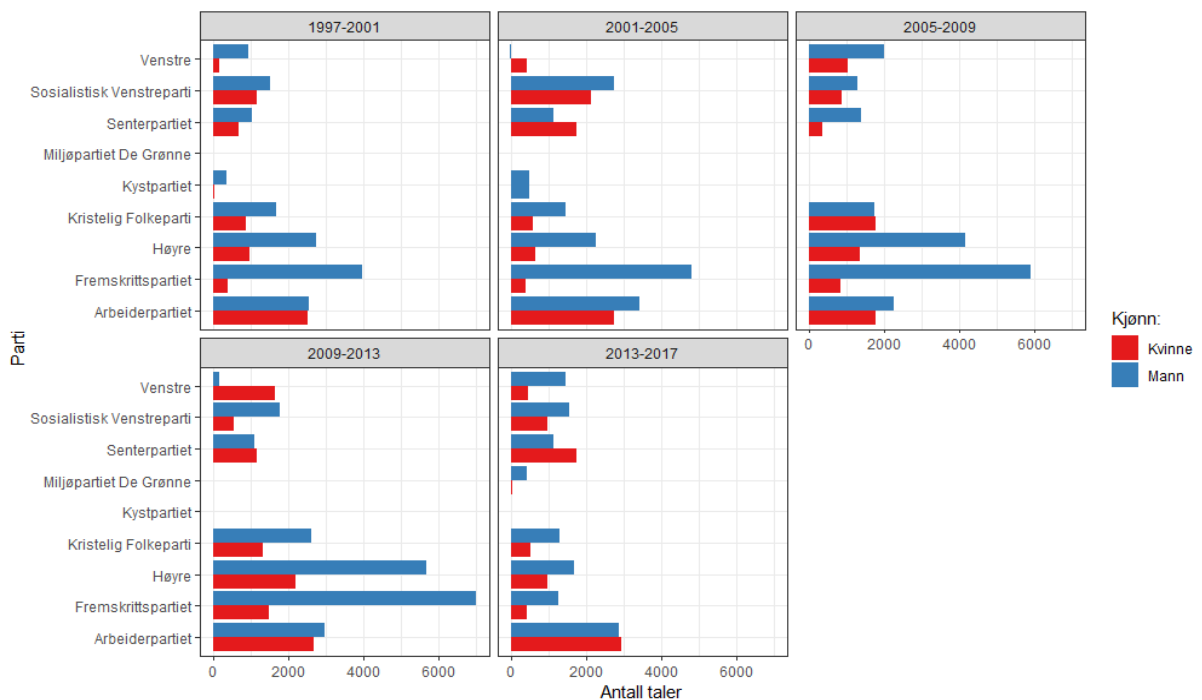 1997-2001
2001-2005
2005-2009
Venstre
Sosialistisk Venstreparti
Senterpartiet
Miljøpartiet De Grønne
Kystpartiet
Kristelig Folkeparti
Høyre
Fremskrittspartiet
Arbeiderpartiet
0 2000 4000 6000
2009-2013
2013-2017
Venstre
Sosialistisk Venstreparti
Senterpartiet
Miljøpartiet De Grønne
Kystpartiet
Kristelig Folkeparti
Høyre
Fremskrittspartiet
Arbeiderpartiet
0 2000 4000 6000
0 2000 4000 6000
Antall taler
Parti
Kjønn:
Kvinne
Mann